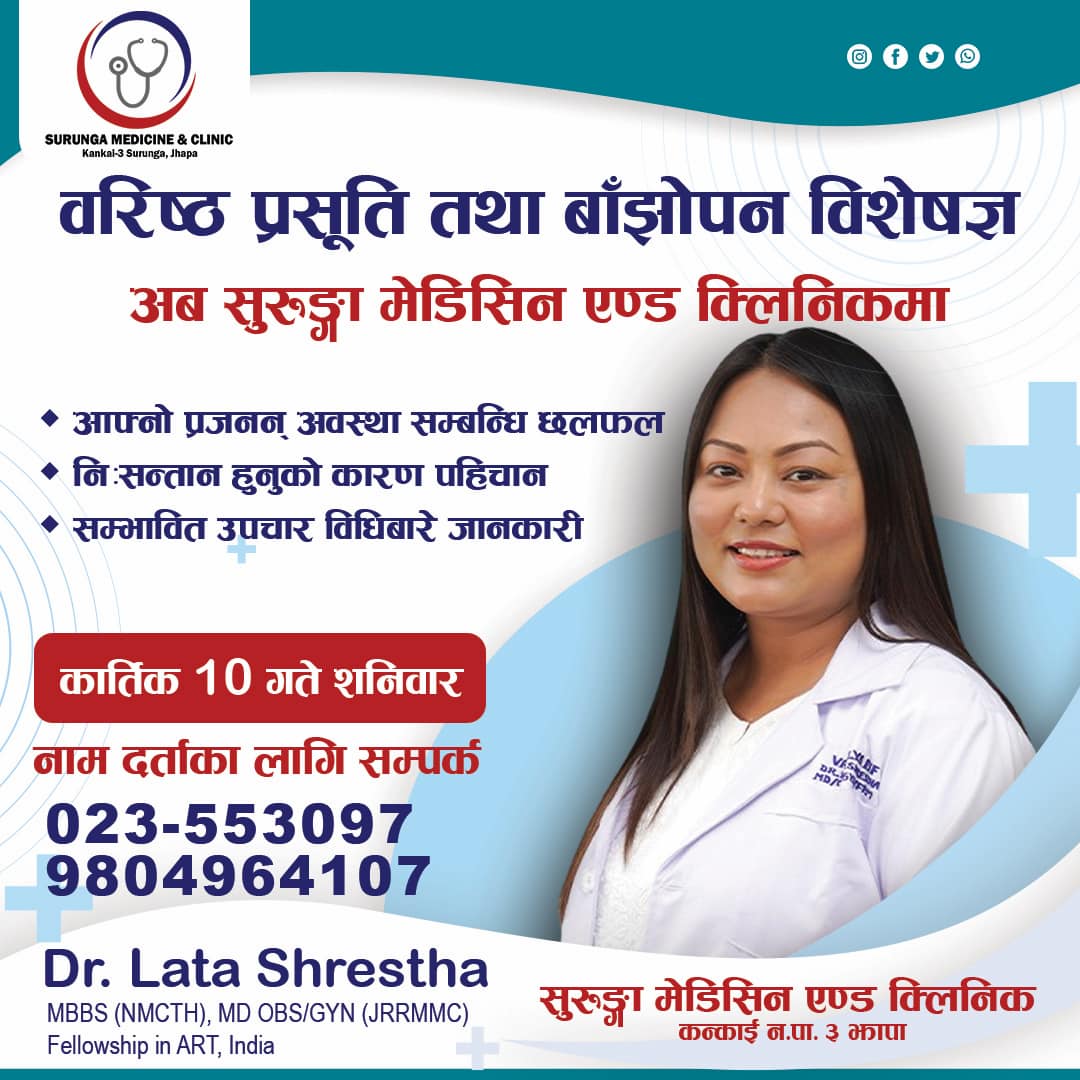 SURUNGA MEDICINE & CLINIC
Kankai-3 Surunga, Jhapa
वरिष्ठ प्रसूति तथा बाँझोपन विशेषज्ञ
अब सुरुङ्गा मेडिसिन एण्ड क्लिनिकमा
आफ्नो प्रजनन् अवस्था सम्बन्धि छलफल
निःसन्तान हुनुको कारण पहिचान
सम्भावित उपचार विधिबारे जानकारी
कार्तिक 10 गते शनिवार
नाम दर्ताका लागि सम्पर्क
023-553097
9804964107
Dr. Lata Shrestha
MBBS (NMCTH), MD OBS/GYN (JRRMMC)
Fellowship in ART, India
सुरुङ्गा मेडिसिन एण्ड क्लिनिक
कन्काई न.पा. ३ झापा